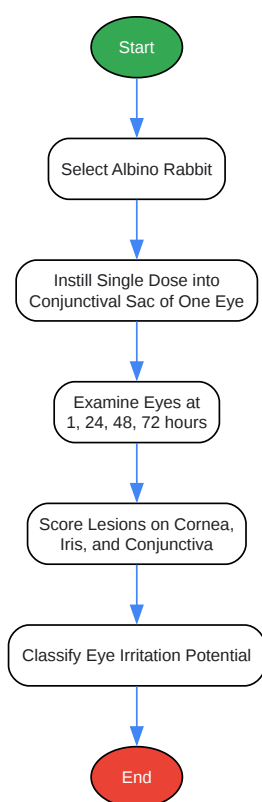 Start
Select Albino Rabbit
Instill Single Dose into
Conjunctival Sac of One Eye
Examine Eyes at
1, 24, 48, 72 hours
Score Lesions on Cornea,
Iris, and Conjunctiva
Classify Eye Irritation Potential
End